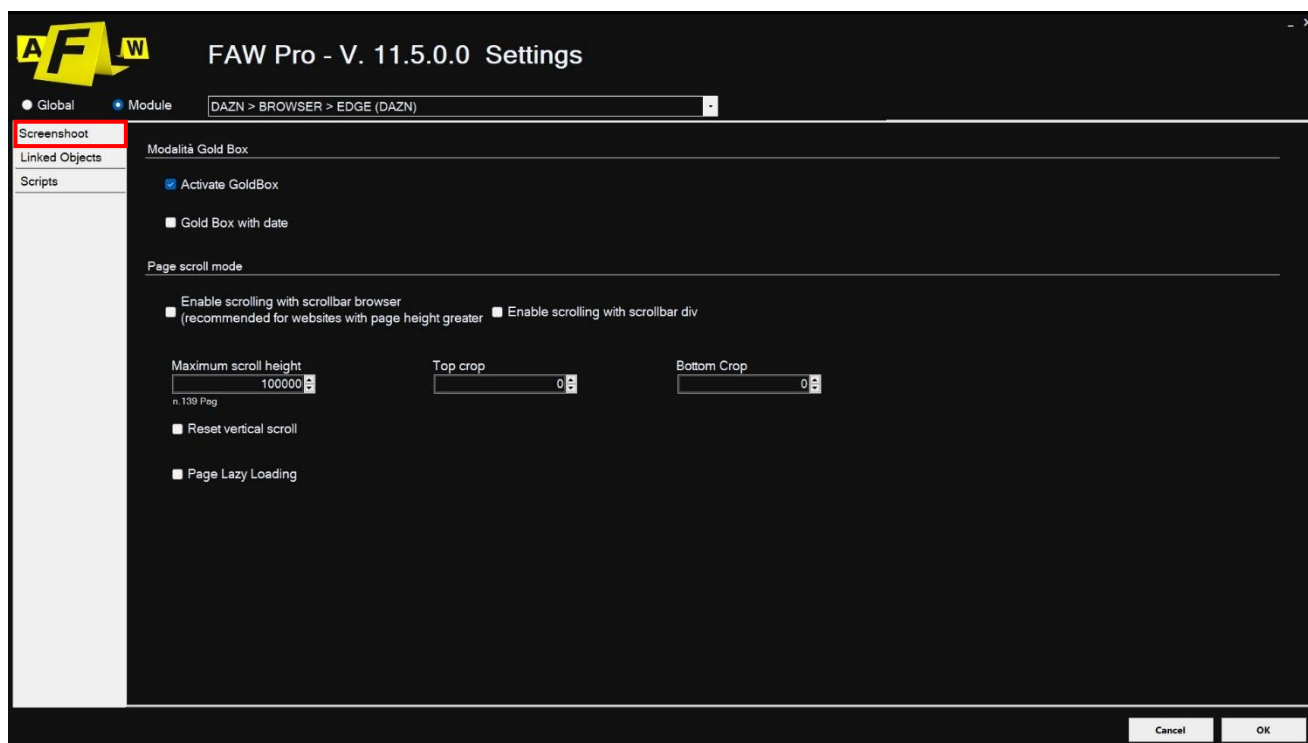 A F W
FAW Pro - V. 11.5.0.0 Settings
Global Module DAZN > BROWSER > EDGE (DAZN)
Screenshoot
Linked Objects
Scripts
Modalità Gold Box
Activate GoldBox
Gold Box with date
Page scroll mode
Enable scrolling with scrollbar browser
(recommended for websites with page height greater
Enable scrolling with scrollbar div
Maximum scroll height Top crop Bottom Crop
100000 0 0
n.139 Pag
Reset vertical scroll
Page Lazy Loading
Cancel OK